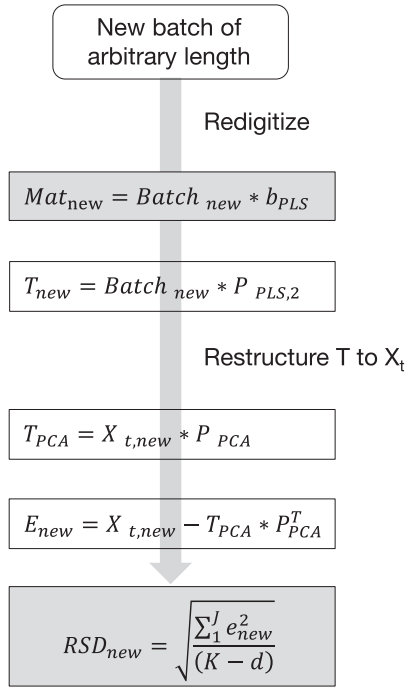 New batch of
arbitrary length
Redigitize
Mat_new = Batch_new * b_PLS
T_new = Batch_new * P_PLS,2
Restructure T to X_t
T_PCA = X_t,new * P_PCA
E_new = X_t,new − T_PCA * P_PCA^T
RSD_new = √(∑_1^J e_new^2 / (K − d))